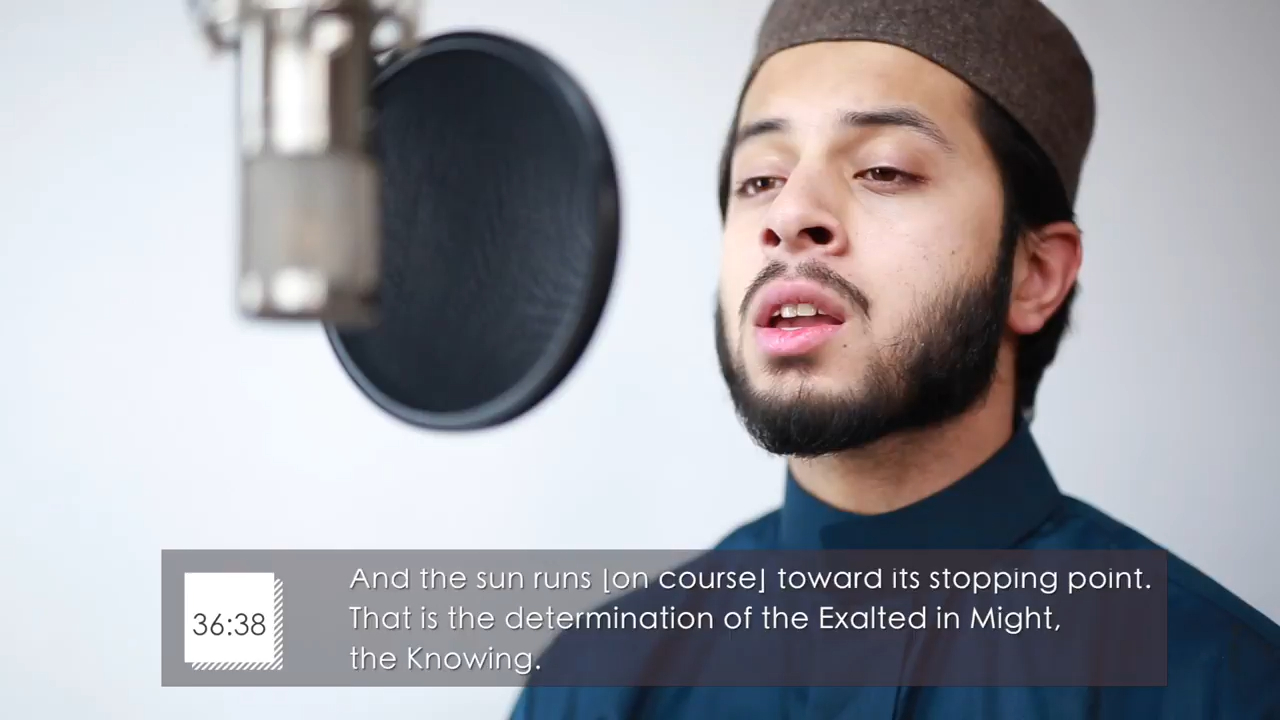 36:38
And the sun runs [on course] toward its stopping point.
That is the determination of the Exalted in Might,
the Knowing.